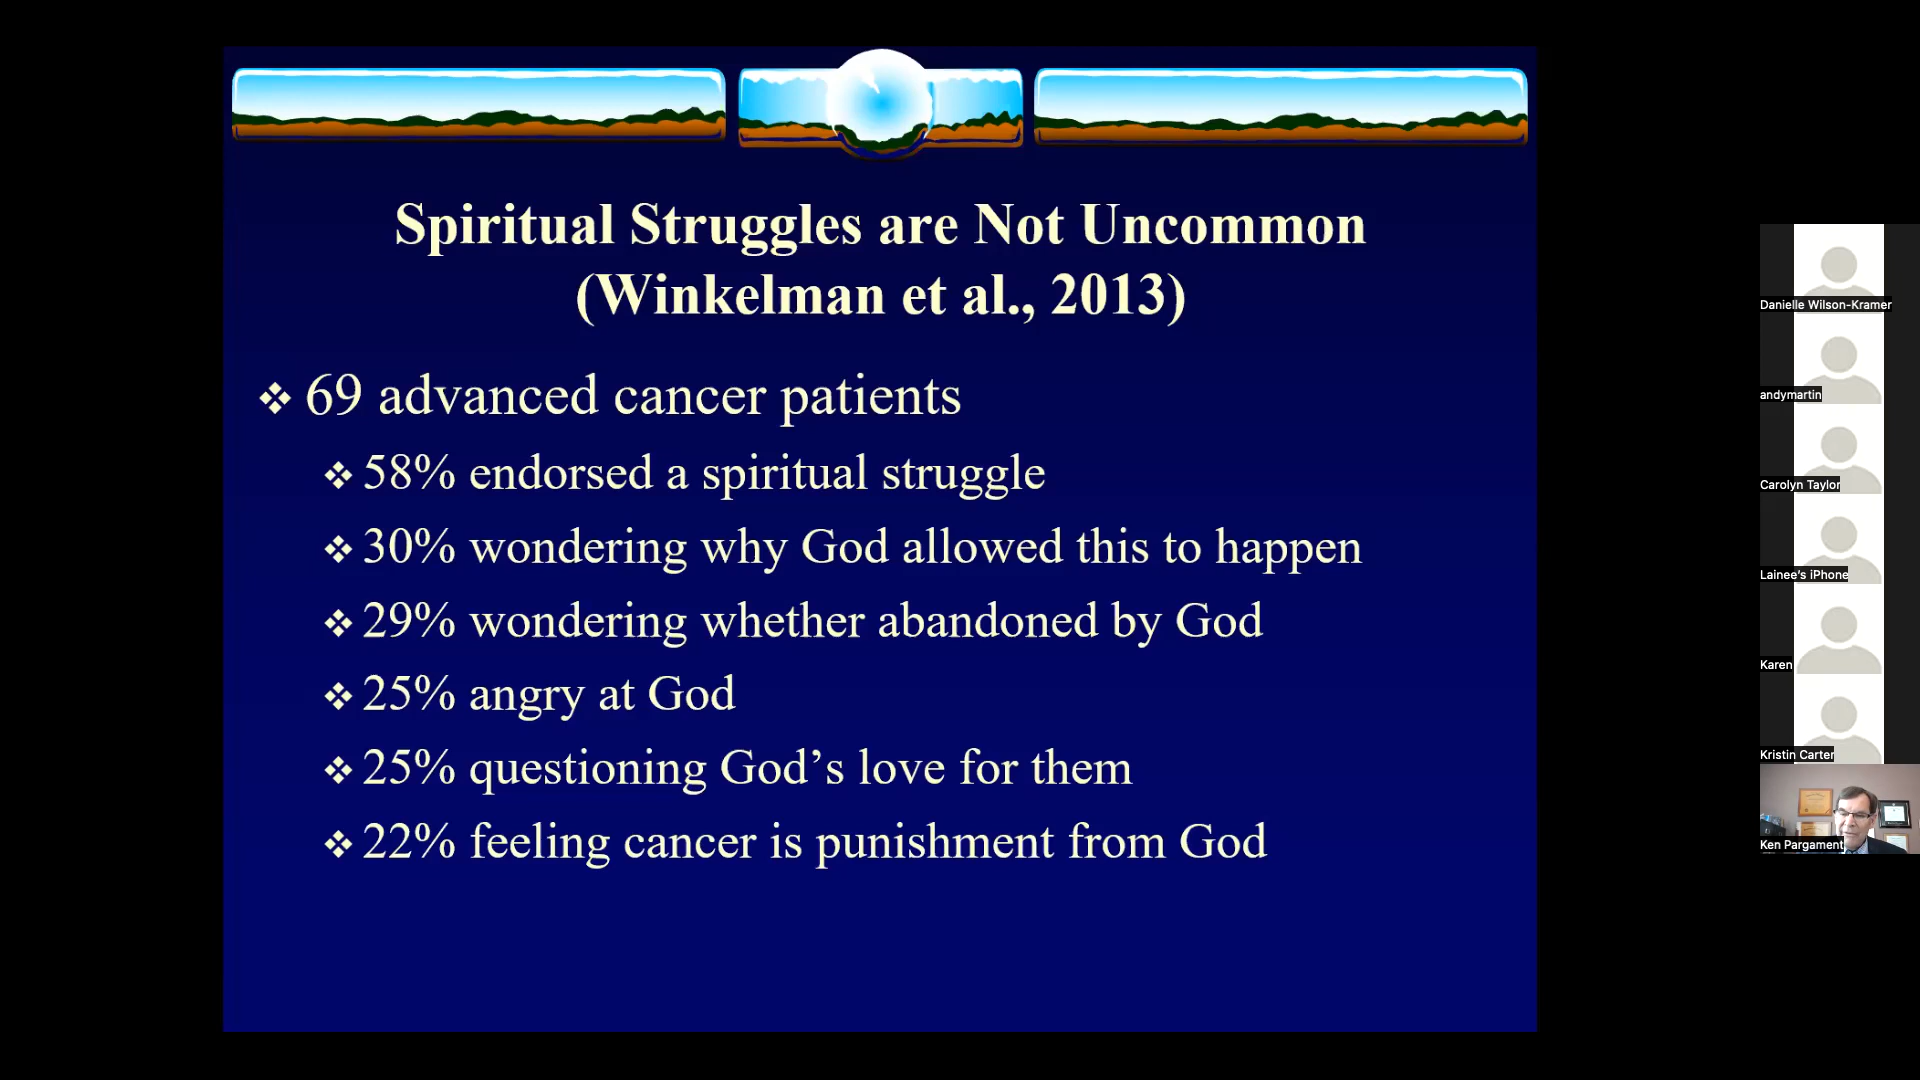 Spiritual Struggles are Not Uncommon
(Winkelman et al., 2013)
❖ 69 advanced cancer patients
❖ 58% endorsed a spiritual struggle
❖ 30% wondering why God allowed this to happen
❖ 29% wondering whether abandoned by God
❖ 25% angry at God
❖ 25% questioning God’s love for them
❖ 22% feeling cancer is punishment from God
Danielle Wilson-Kramer
andymartin
Carolyn Taylor
Lainee’s iPhone
Karen
Kristin Carter
Ken Pargament